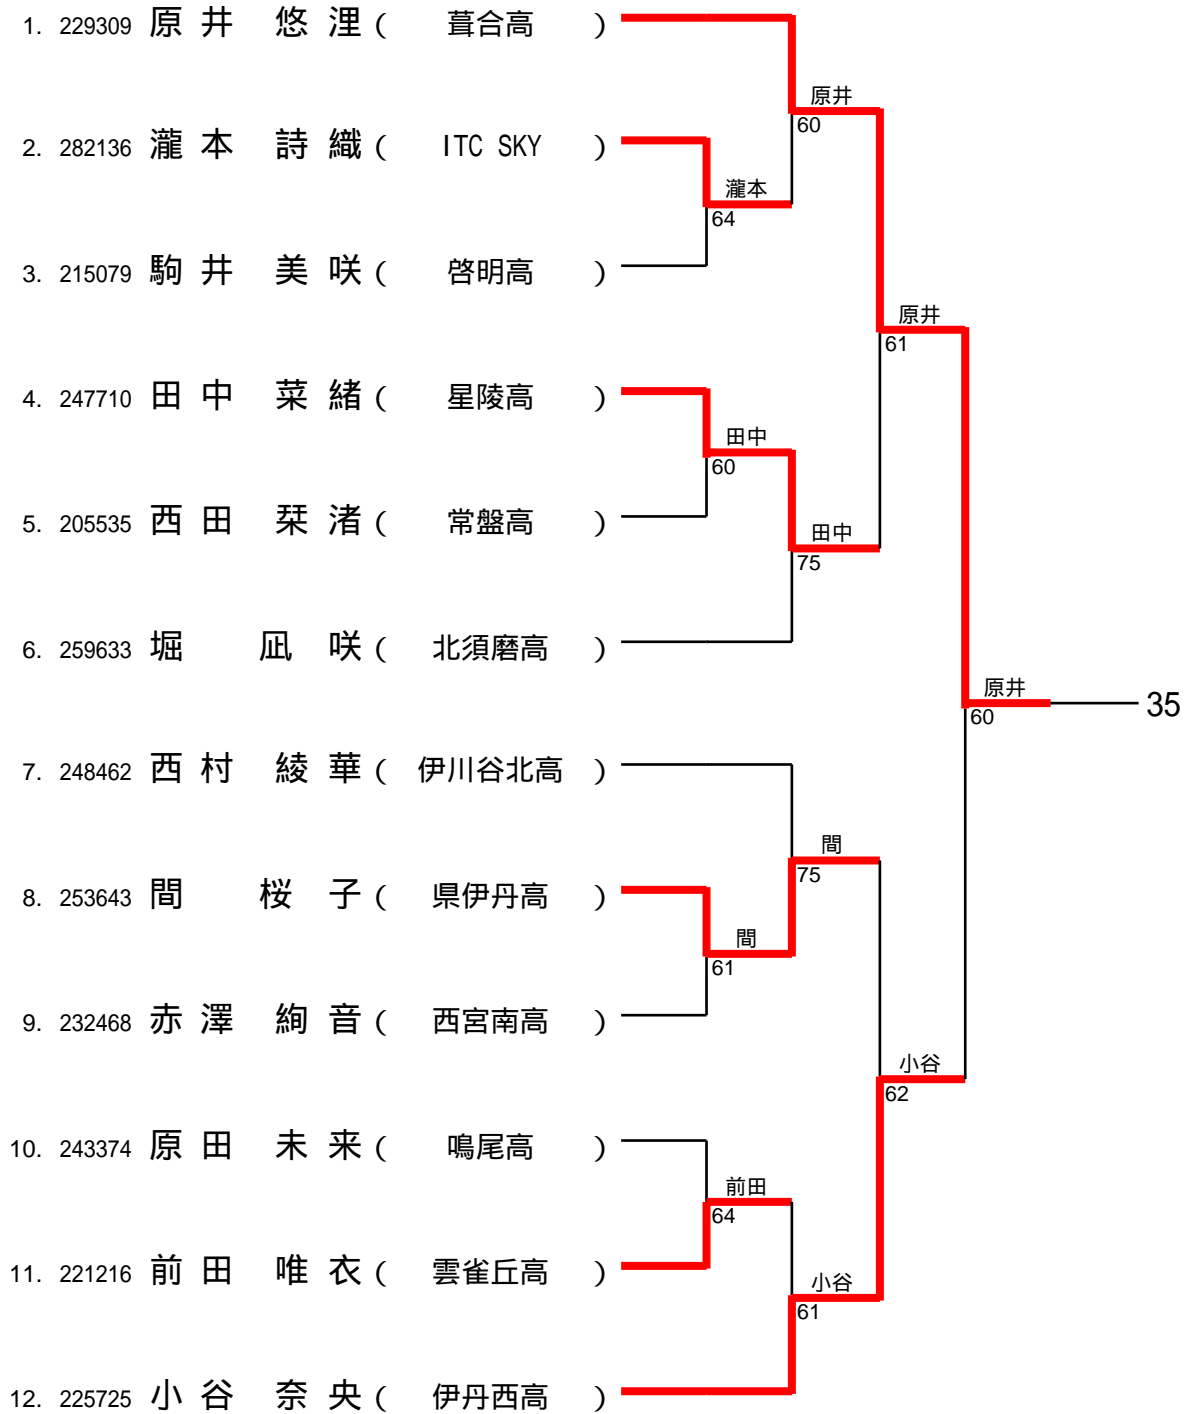 1. 229309 原井 悠浬 ( 葺合高 )
原井
60
2. 282136 瀧本 詩織 ( ITC SKY )
瀧本
64
3. 215079 駒井 美咲 ( 啓明高 )
原井
61
4. 247710 田中 菜緒 ( 星陵高 )
田中
60
5. 205535 西田 栞渚 ( 常盤高 )
田中
75
6. 259633 堀 凪咲 ( 北須磨高 )
原井
60
35
7. 248462 西村 綾華 ( 伊川谷北高 )
間
75
8. 253643 間 桜子 ( 県伊丹高 )
間
61
9. 232468 赤澤 絢音 ( 西宮南高 )
小谷
62
10. 243374 原田 未来 ( 鳴尾高 )
前田
64
11. 221216 前田 唯衣 ( 雲雀丘高 )
小谷
61
12. 225725 小谷 奈央 ( 伊丹西高 )